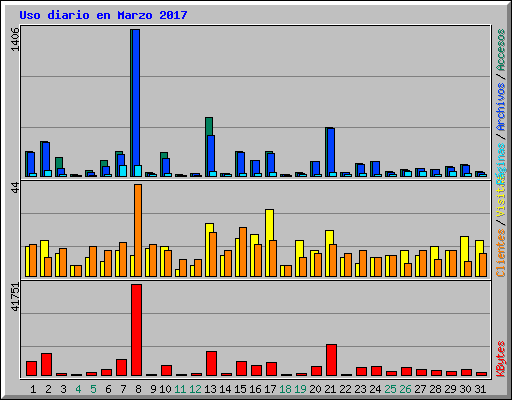 Uso diario en Marzo 2017
1406
44
41751
Accesos
/ Archivos /
Páginas
Clientes / Visitas
KBytes
1 2 3 4 5 6 7 8 9 10 11 12 13 14 15 16 17 18 19 20 21 22 23 24 25 26 27 28 29 30 31